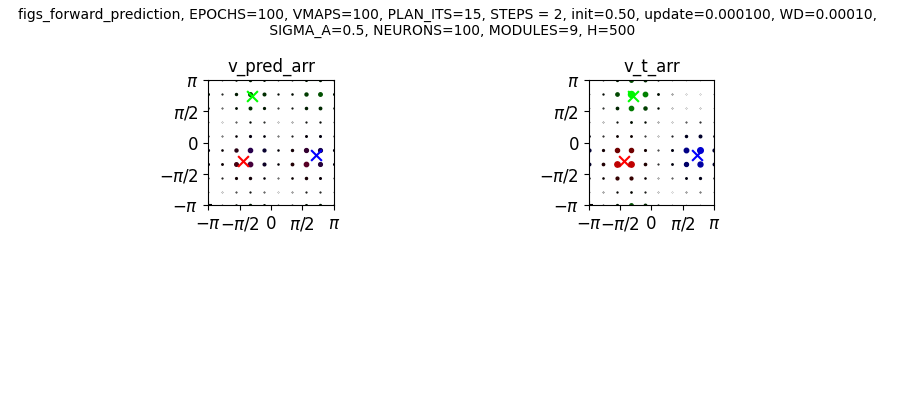 figs_forward_prediction, EPOCHS=100, VMAPS=100, PLAN_ITS=15, STEPS = 2, init=0.50, update=0.000100, WD=0.00010,
SIGMA_A=0.5, NEURONS=100, MODULES=9, H=500
v_pred_arr
π
π/2
0
−π/2
−π
−π −π/2 0 π/2 π
v_t_arr
π
π/2
0
−π/2
−π
−π −π/2 0 π/2 π